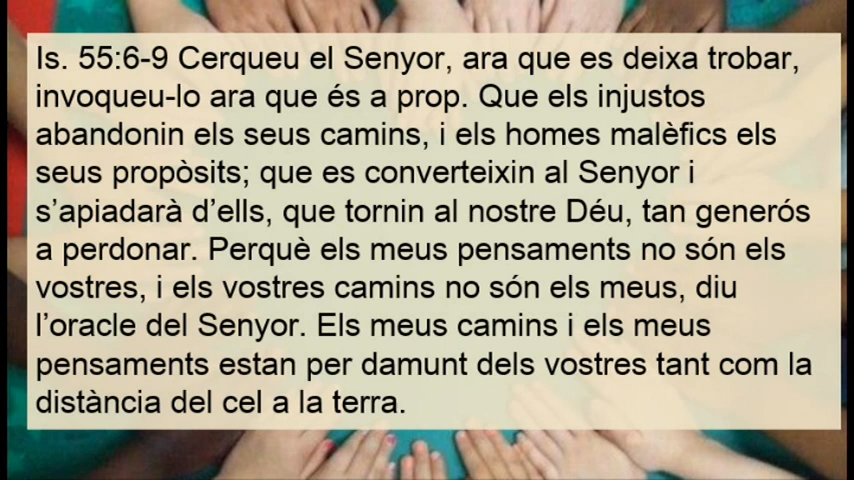 Is. 55:6-9 Cerqueu el Senyor, ara que es deixa trobar,
invoqueu-lo ara que és a prop. Que els injustos
abandonin els seus camins, i els homes malèfics els
seus propòsits; que es converteixin al Senyor i
s’apiadarà d’ells, que tornin al nostre Déu, tan generós
a perdonar. Perquè els meus pensaments no són els
vostres, i els vostres camins no són els meus, diu
l’oracle del Senyor. Els meus camins i els meus
pensaments estan per damunt dels vostres tant com la
distància del cel a la terra.